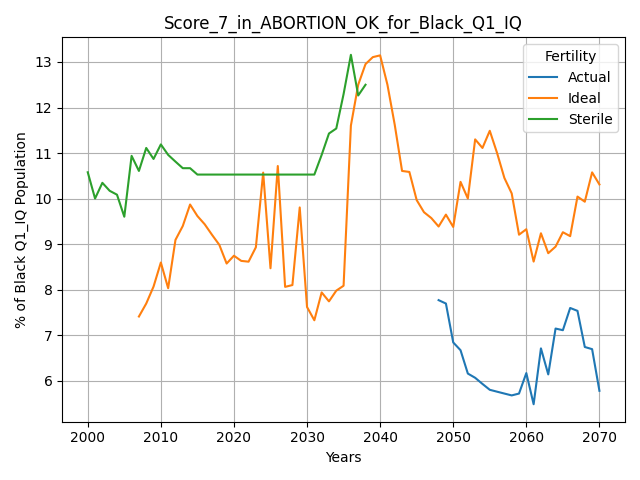 Score_7_in_ABORTION_OK_for_Black_Q1_IQ
Fertility
Actual
Ideal
Sterile
% of Black Q1_IQ Population
13
12
11
10
9
8
7
6
2000 2010 2020 2030 2040 2050 2060 2070
Years